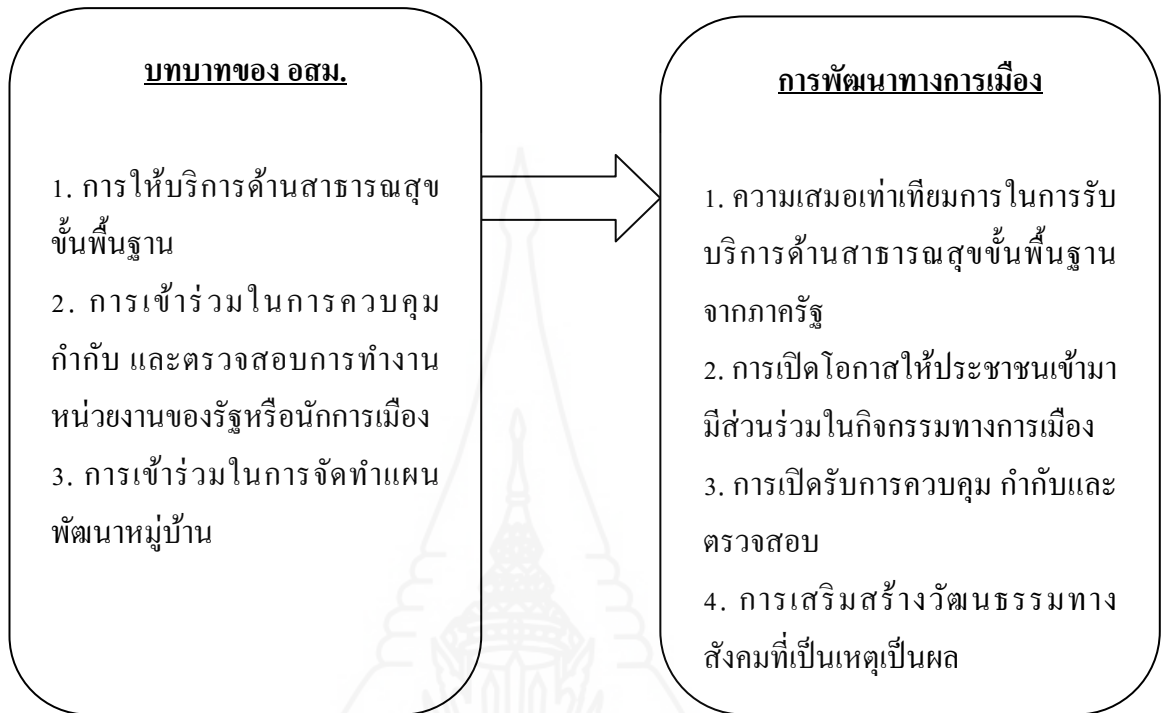 บทบาทของ อสม.
1. การให้บริการด้านสาธารณสุข
ขั้นพื้นฐาน
2. การเข้าร่วมในการควบคุม
กำกับ และตรวจสอบการทำงาน
หน่วยงานของรัฐหรือนักการเมือง
3. การเข้าร่วมในการจัดทำแผน
พัฒนาหมู่บ้าน
การพัฒนาทางการเมือง
1. ความเสมอเท่าเทียมการในการรับ
บริการด้านสาธารณสุขขั้นพื้นฐาน
จากภาครัฐ
2. การเปิดโอกาสให้ประชาชนเข้ามา
มีส่วนร่วมในกิจกรรมทางการเมือง
3. การเปิดรับการควบคุม กำกับและ
ตรวจสอบ
4. การเสริมสร้างวัฒนธรรมทาง
สังคมที่เป็นเหตุเป็นผล